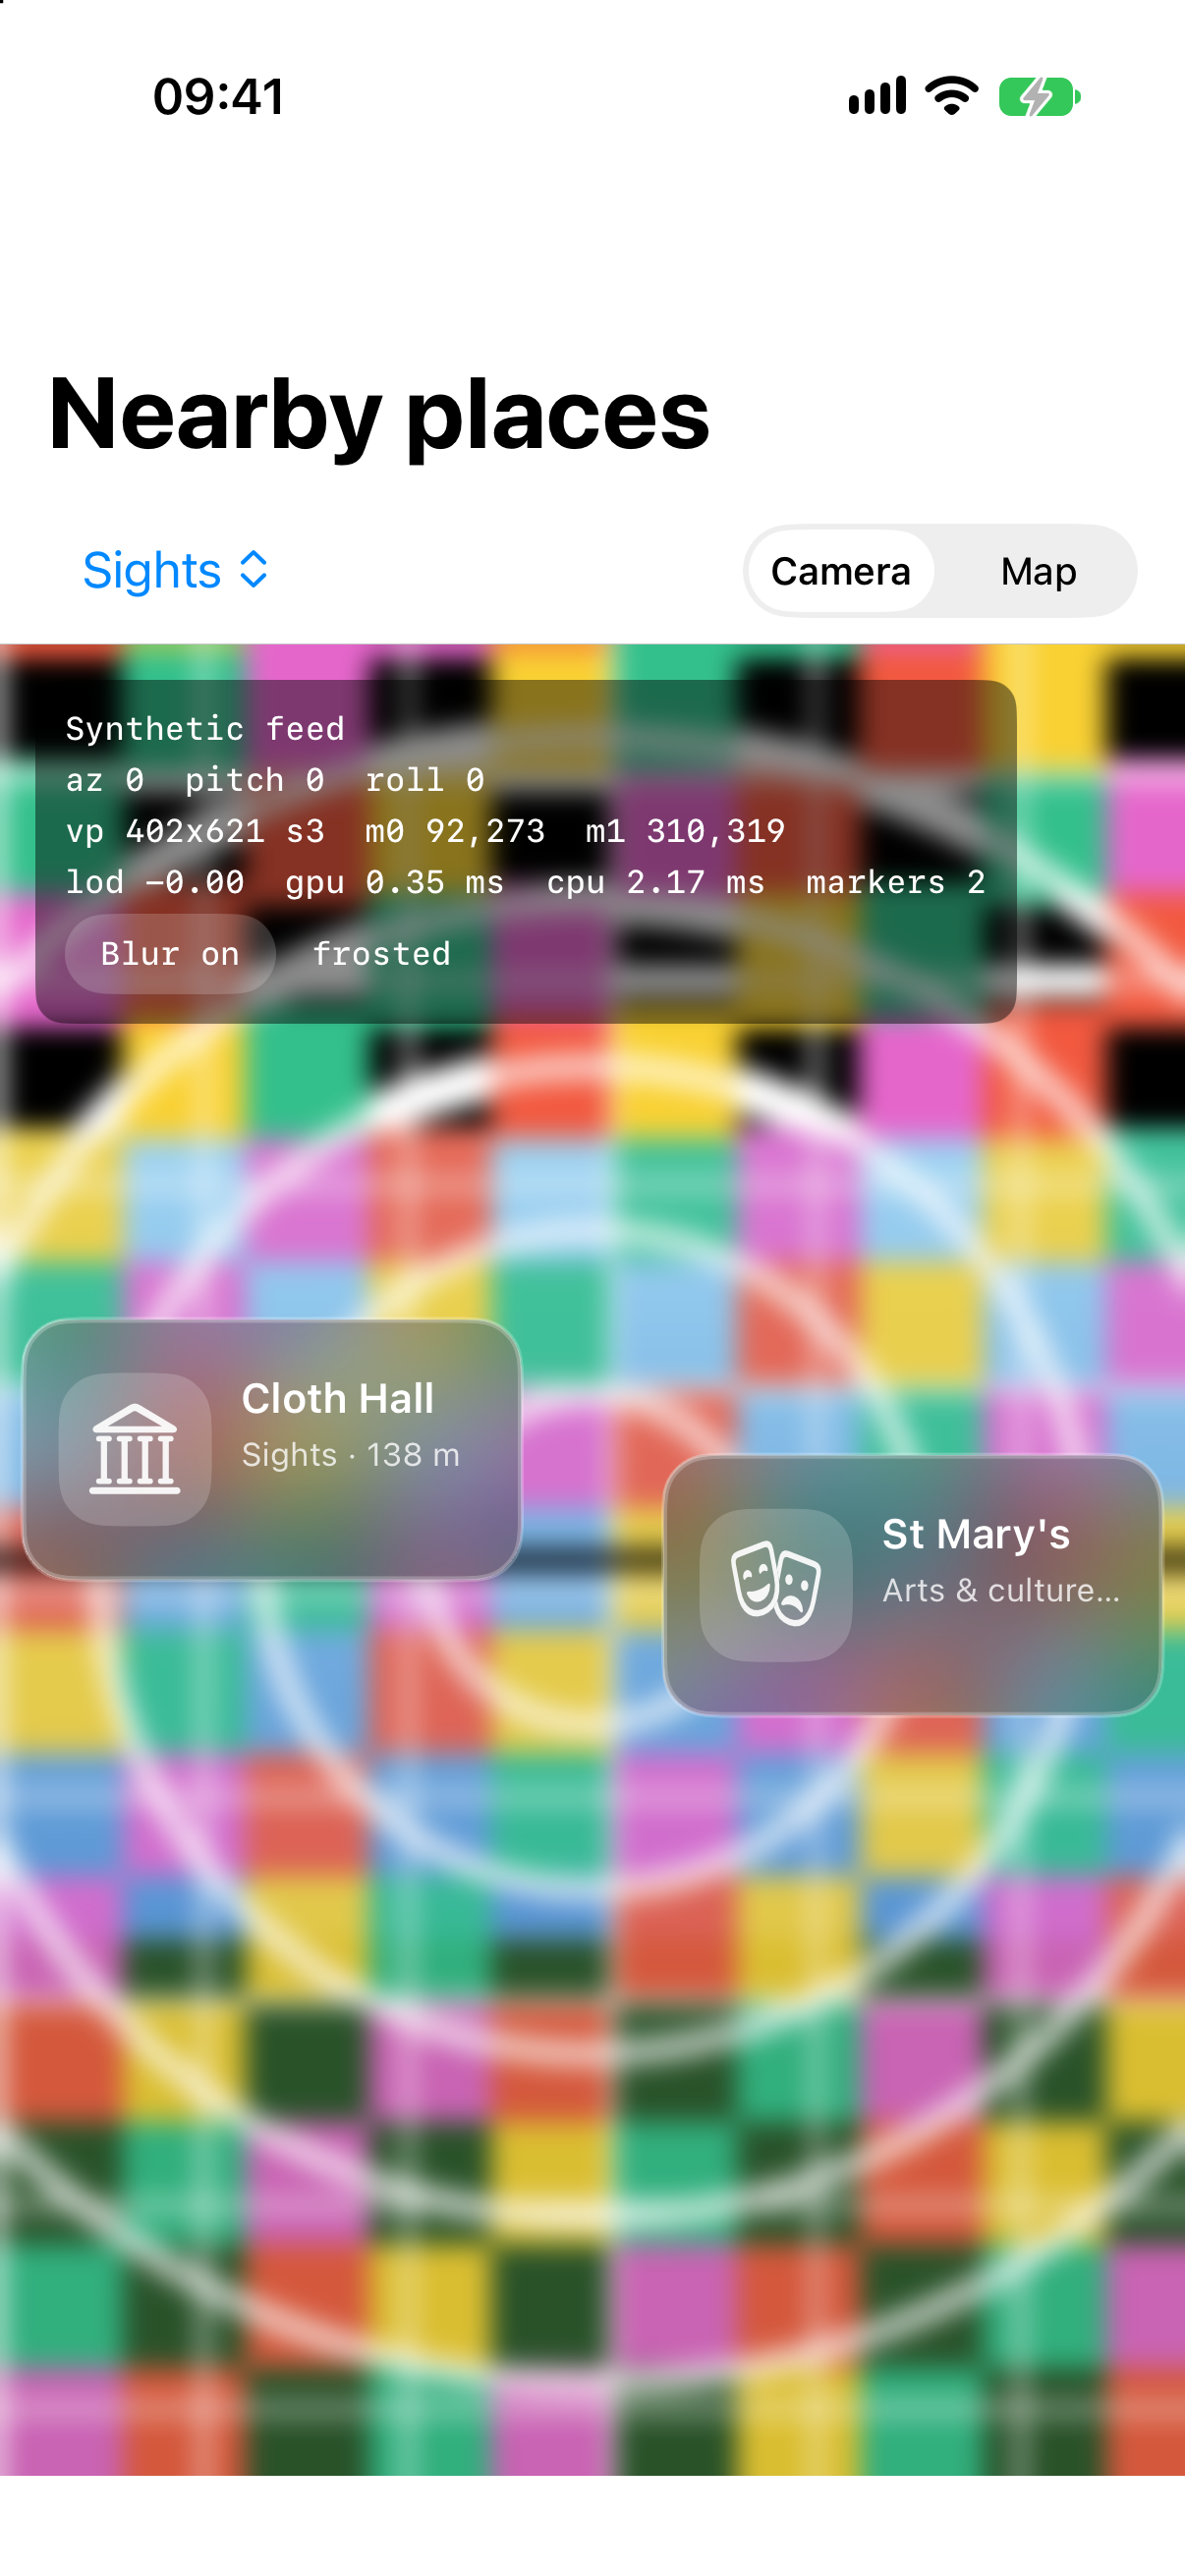 09:41
Nearby places
Sights
Camera
Map
Synthetic feed
az 0  pitch 0  roll 0
vp 402x621 s3  m0 92,273  m1 310,319
lod −0.00  gpu 0.35 ms  cpu 2.17 ms  markers 2
Blur on  frosted
Cloth Hall
Sights · 138 m
St Mary's
Arts & culture…